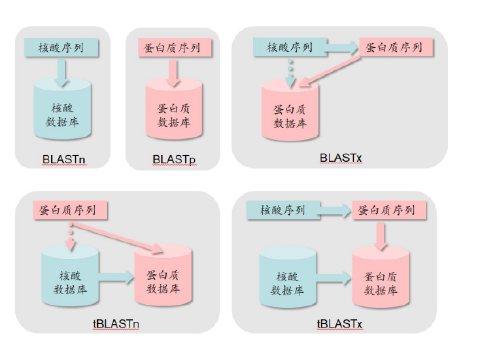 核酸序列
核酸
数据库
BLASTn
蛋白质序列
蛋白质
数据库
BLASTp
核酸序列
蛋白质序列
蛋白质
数据库
BLASTx
蛋白质序列
核酸
数据库
蛋白质
数据库
tBLASTn
核酸序列
蛋白质序列
核酸
数据库
蛋白质
数据库
tBLASTx